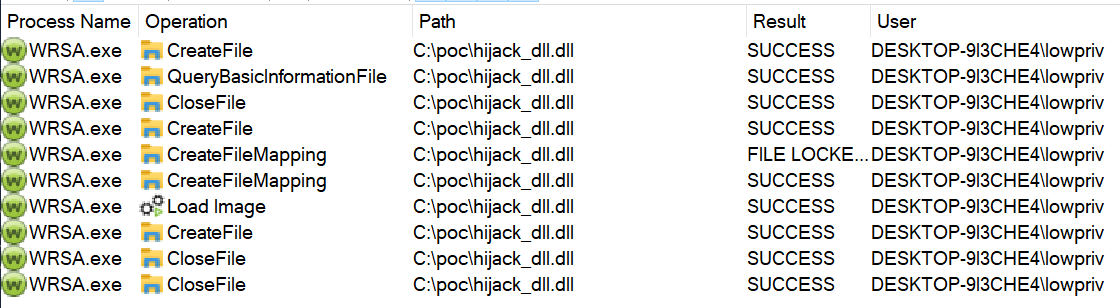 Process Name Operation Path Result User
WRSA.exe CreateFile C:\poc\hijack_dll.dll SUCCESS DESKTOP-9I3CHE4\lowpriv
WRSA.exe QueryBasicInformationFile C:\poc\hijack_dll.dll SUCCESS DESKTOP-9I3CHE4\lowpriv
WRSA.exe CloseFile C:\poc\hijack_dll.dll SUCCESS DESKTOP-9I3CHE4\lowpriv
WRSA.exe CreateFile C:\poc\hijack_dll.dll SUCCESS DESKTOP-9I3CHE4\lowpriv
WRSA.exe CreateFileMapping C:\poc\hijack_dll.dll FILE LOCKE... DESKTOP-9I3CHE4\lowpriv
WRSA.exe CreateFileMapping C:\poc\hijack_dll.dll SUCCESS DESKTOP-9I3CHE4\lowpriv
WRSA.exe Load Image C:\poc\hijack_dll.dll SUCCESS DESKTOP-9I3CHE4\lowpriv
WRSA.exe CreateFile C:\poc\hijack_dll.dll SUCCESS DESKTOP-9I3CHE4\lowpriv
WRSA.exe CloseFile C:\poc\hijack_dll.dll SUCCESS DESKTOP-9I3CHE4\lowpriv
WRSA.exe CloseFile C:\poc\hijack_dll.dll SUCCESS DESKTOP-9I3CHE4\lowpriv